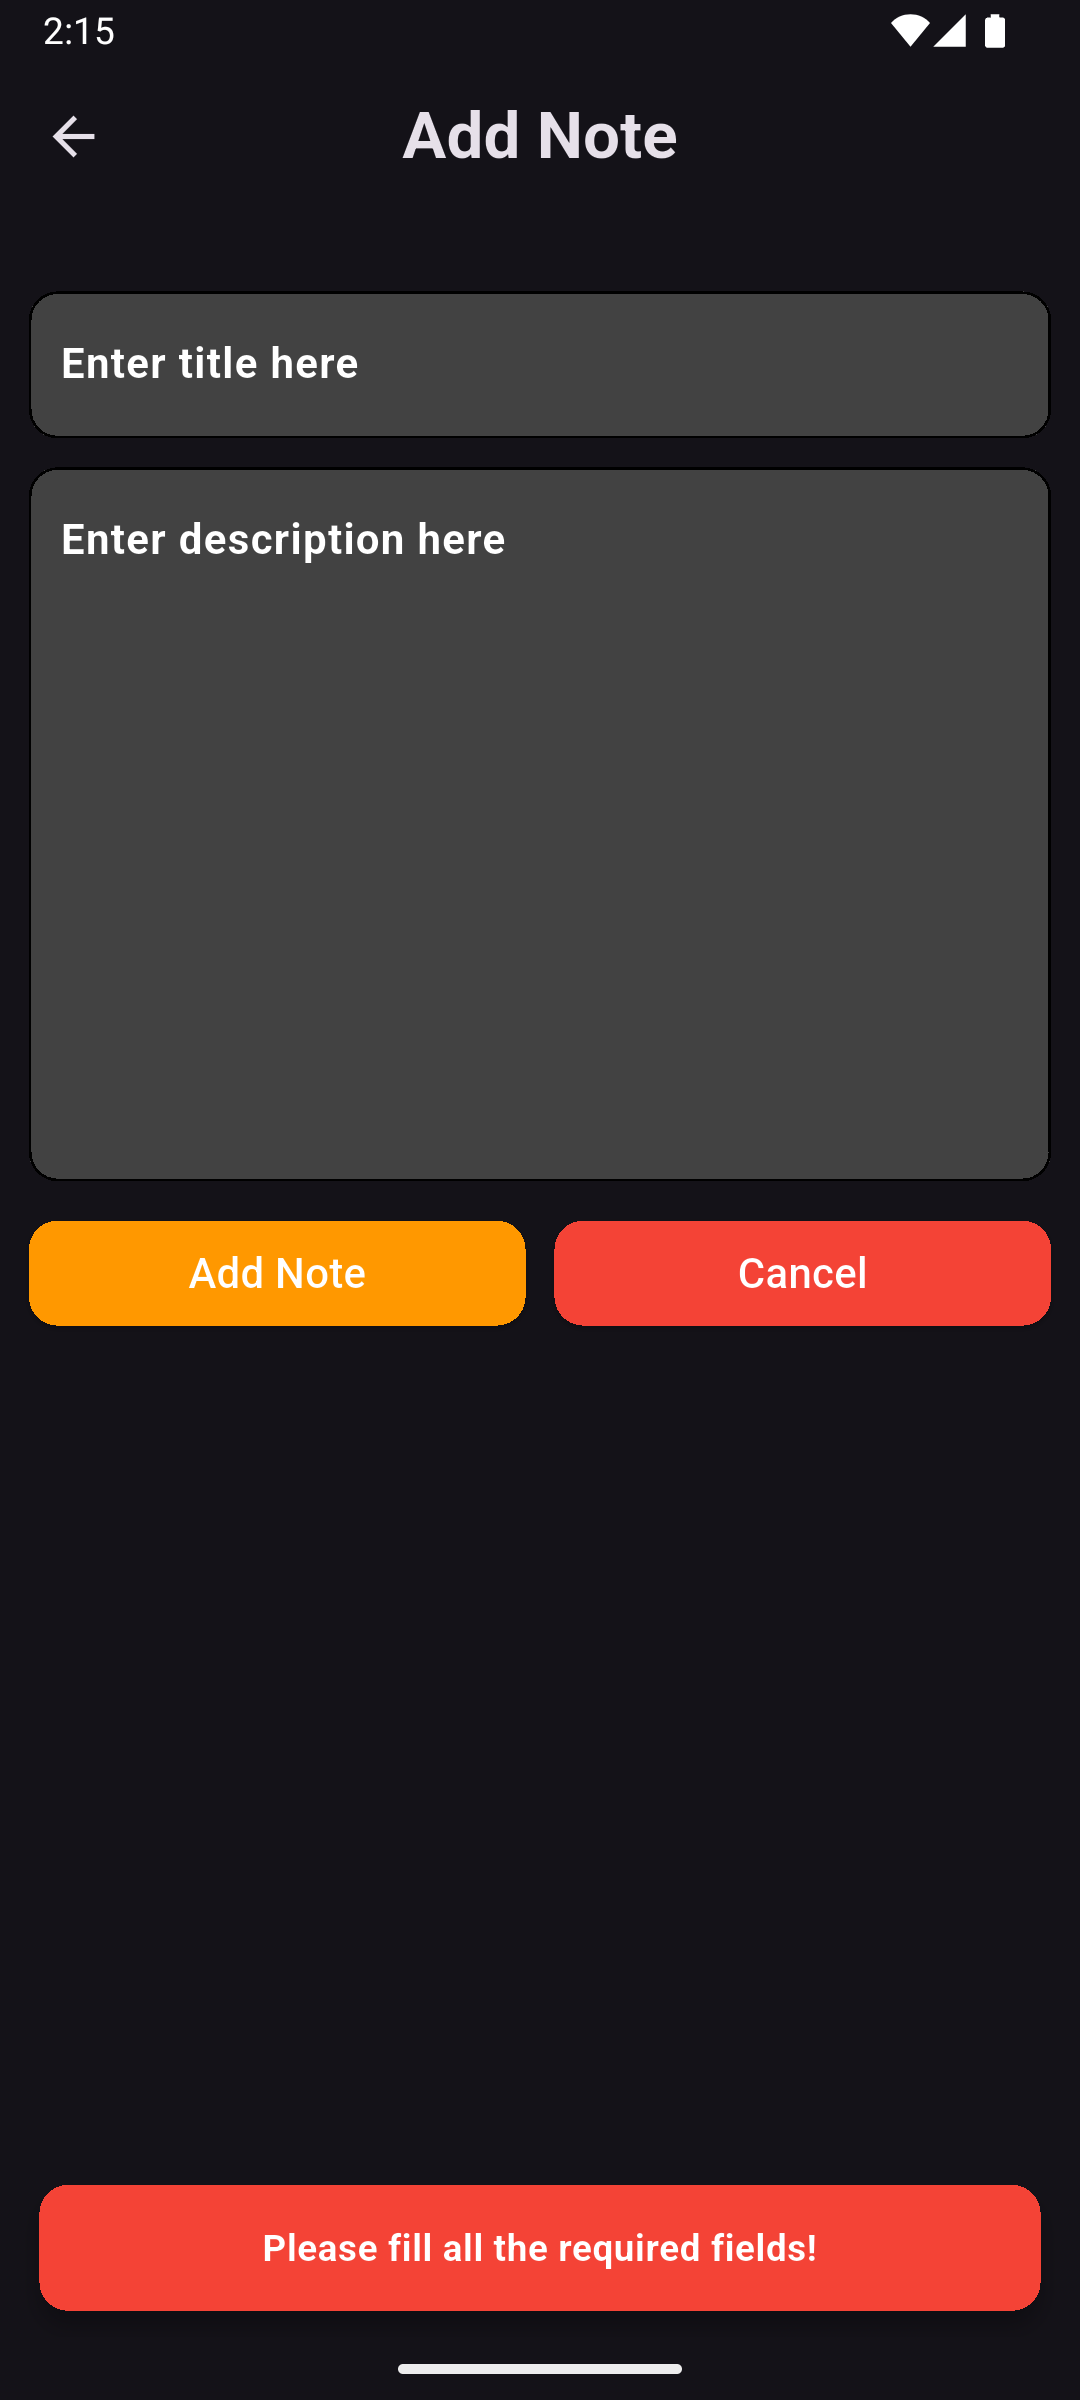 2:15
Add Note
Enter title here
Enter description here
Add Note
Cancel
Please fill all the required fields!